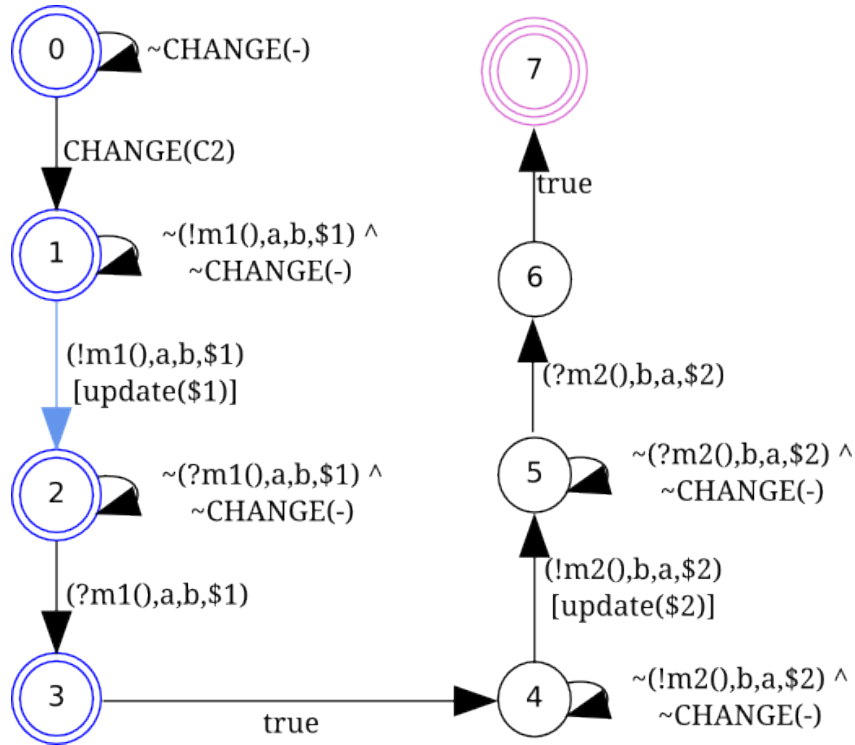 0
~CHANGE(-)
CHANGE(C2)
1
~(!m1(),a,b,$1) ^
~CHANGE(-)
(!m1(),a,b,$1)
[update($1)]
2
~(?m1(),a,b,$1) ^
~CHANGE(-)
(?m1(),a,b,$1)
3
true
4
~(!m2(),b,a,$2) ^
~CHANGE(-)
(!m2(),b,a,$2)
[update($2)]
5
~(?m2(),b,a,$2) ^
~CHANGE(-)
(?m2(),b,a,$2)
6
true
7